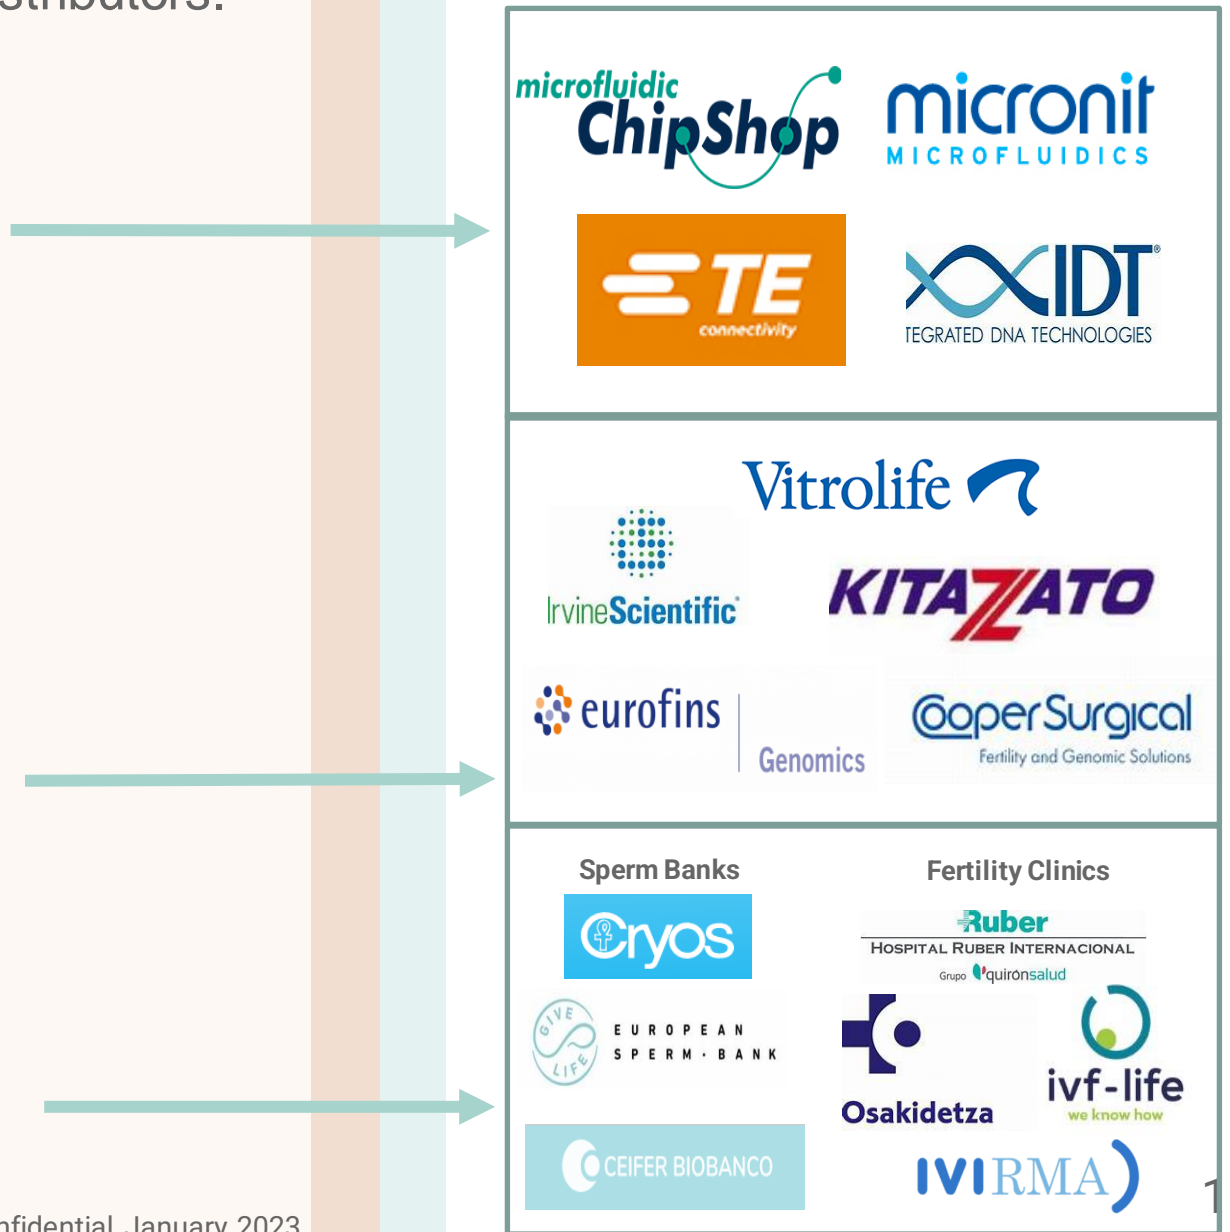 stributors.
microfluidic
ChipShop
micronit
MICROFLUIDICS
TE
connectivity
IDT®
TEGRATED DNA TECHNOLOGIES
Vitrolife
IrvineScientific
KITAZATO
eurofins
Genomics
CooperSurgical
Fertility and Genomic Solutions
Sperm Banks
Fertility Clinics
Cryos
Ruber
HOSPITAL RUBER INTERNACIONAL
Grupo quirónsalud
GIVE
LIFE
EUROPEAN
SPERM·BANK
Osakidetza
ivf-life
we know how
CEIFER BIOBANCO
IVIRMA
1
nfidential January 2023